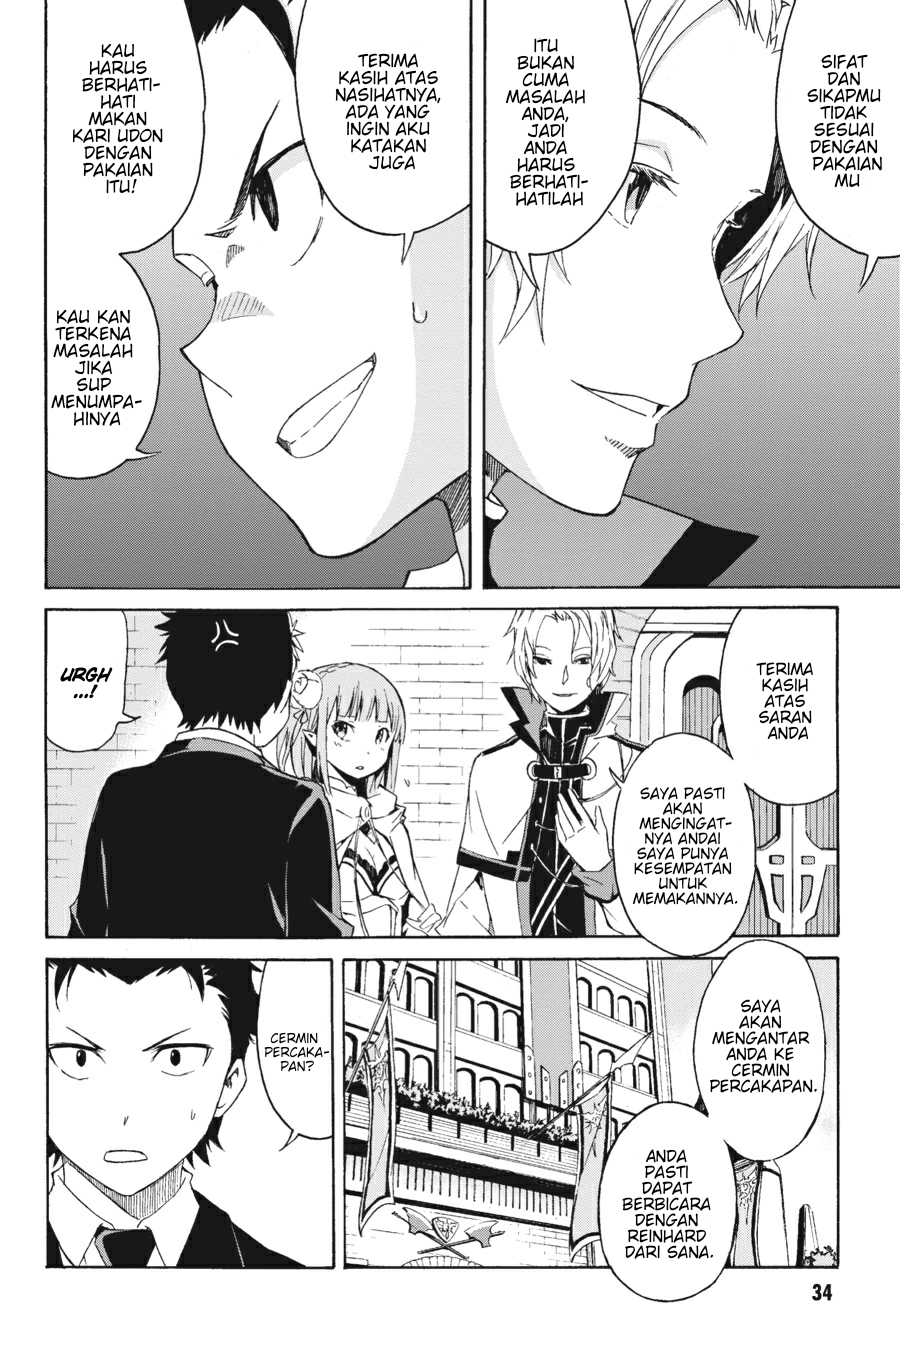 SIFAT
DAN
SIKAPMU
TIDAK
SESUAI
DENGAN
PAKAIAN
MU
ITU
BUKAN
CUMA
MASALAH
ANDA,
JADI
ANDA
HARUS
BERHATI-
HATILAH
TERIMA
KASIH ATAS
NASIHATNYA,
ADA YANG
INGIN AKU
KATAKAN
JUGA
KAU
HARUS
BERHATI-
HATI
MAKAN
KARI UDON
DENGAN
PAKAIAN
ITU!
KAU KAN
TERKENA
MASALAH
JIKA
SUP
MENUMPA-
HINYA
TERIMA
KASIH
ATAS
SARAN
ANDA
SAYA PASTI
AKAN
MENGINGAT-
NYA ANDAI
SAYA PUNYA
KESEMPATAN
UNTUK
MEMAKANNYA.
URGH
...!
SAYA
AKAN
MENGANTAR
ANDA KE
CERMIN
PERCAKAPAN.
ANDA
PASTI
DAPAT
BERBICARA
DENGAN
REINHARD
DARI SANA.
CERMIN
PERCAKA-
PAN?
34